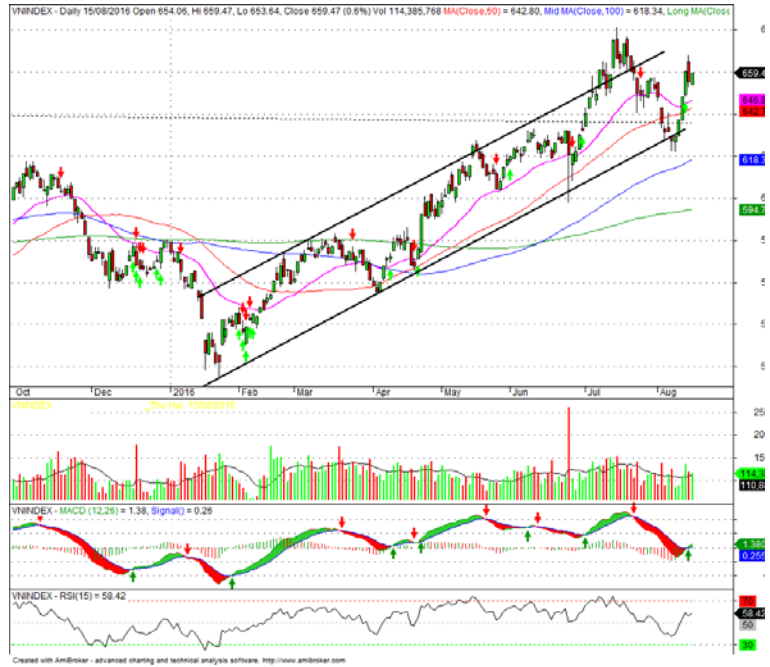 VNINDEX - Daily 15/08/2016 Open 654.06, Hi 659.47, Lo 653.64, Close 659.47 (0.6%) Vol 114,385,768 MA(Close,50) = 642.80, Mid MA(Close,100) = 618.34, Long MA(Close
659.4
618.3
594.7
Oct Dec 2016 Feb Mar Apr May Jun Jul Aug
VNINDEX 15/08/2016
25
20
15
114.3
110.8
VNINDEX - MACD (12,26) = 1.38, Signal() = 0.26
1.380
0.255
VNINDEX - RSI(15) = 58.42
70
58.42
50
30
Created with AmiBroker - advanced charting and technical analysis software. http://www.amibroker.com